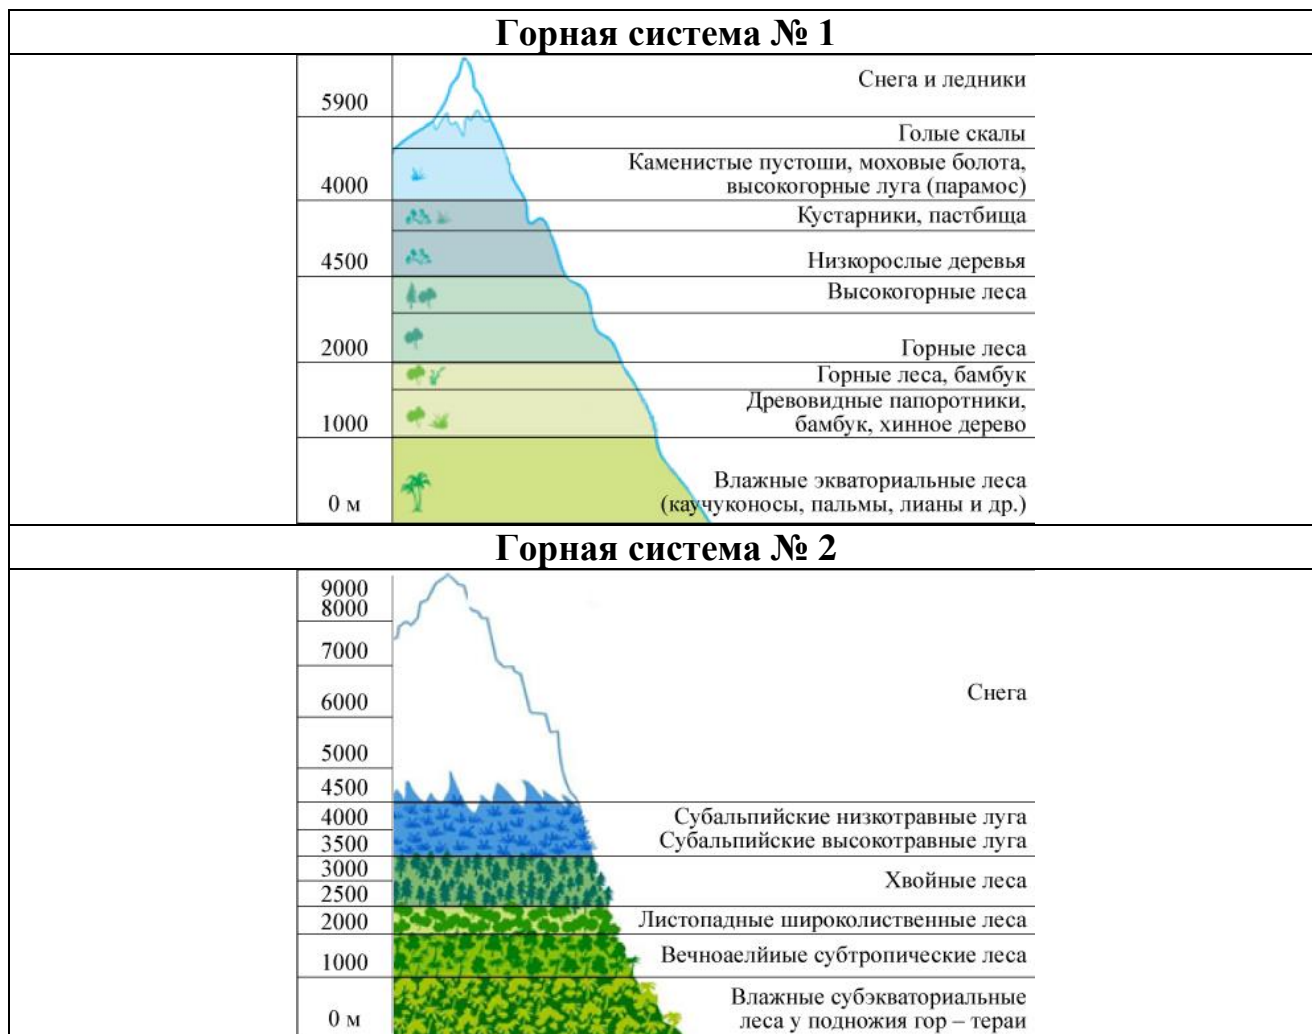 Горная система № 1
Снега и ледники
5900
Голые скалы
Каменистые пустоши, моховые болота,
4000
высокогорные луга (парамос)
Кустарники, пастбища
4500
Низкорослые деревья
Высокогорные леса
2000
Горные леса
Горные леса, бамбук
Древовидные папоротники,
1000
бамбук, хинное дерево
Влажные экваториальные леса
0 м
(каучуконосы, пальмы, лианы и др.)
Горная система № 2
9000
8000
7000
Снега
6000
5000
4500
4000
Субальпийские низкотравные луга
3500
Субальпийские высокотравные луга
3000
Хвойные леса
2500
2000
Листопадные широколиственные леса
1000
Вечноаелйиые субтропические леса
Влажные субэкваториальные
0 м
леса у подножия гор – тераи